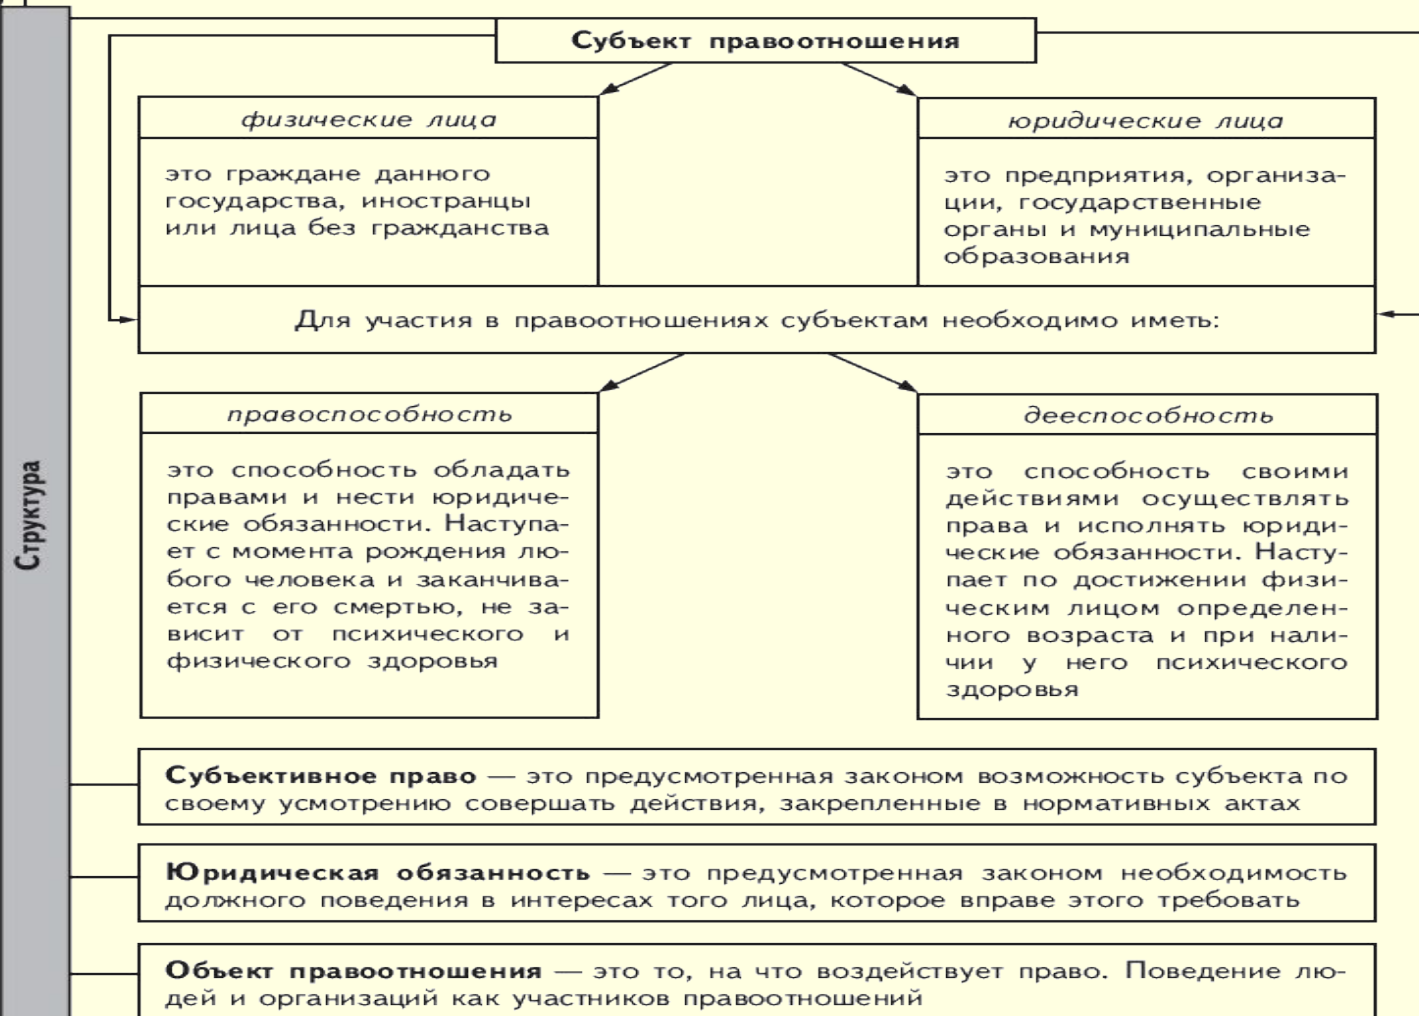 Структура
Субъект правоотношения
физические лица
это граждане данного
государства, иностранцы
или лица без гражданства
юридические лица
это предприятия, организа-
ции, государственные
органы и муниципальные
образования
Для участия в правоотношениях субъектам необходимо иметь:
правоспособность
это способность обладать
правами и нести юридиче-
ские обязанности. Наступа-
ет с момента рождения лю-
бого человека и заканчива-
ется с его смертью, не за-
висит от психического и
физического здоровья
дееспособность
это способность своими
действиями осуществлять
права и исполнять юриди-
ческие обязанности. Насту-
пает по достижении физи-
ческим лицом определен-
ного возраста и при нали-
чии у него психического
здоровья
Субъективное право — это предусмотренная законом возможность субъекта по
своему усмотрению совершать действия, закрепленные в нормативных актах
Юридическая обязанность — это предусмотренная законом необходимость
должного поведения в интересах того лица, которое вправе этого требовать
Объект правоотношения — это то, на что воздействует право. Поведение лю-
дей и организаций как участников правоотношений